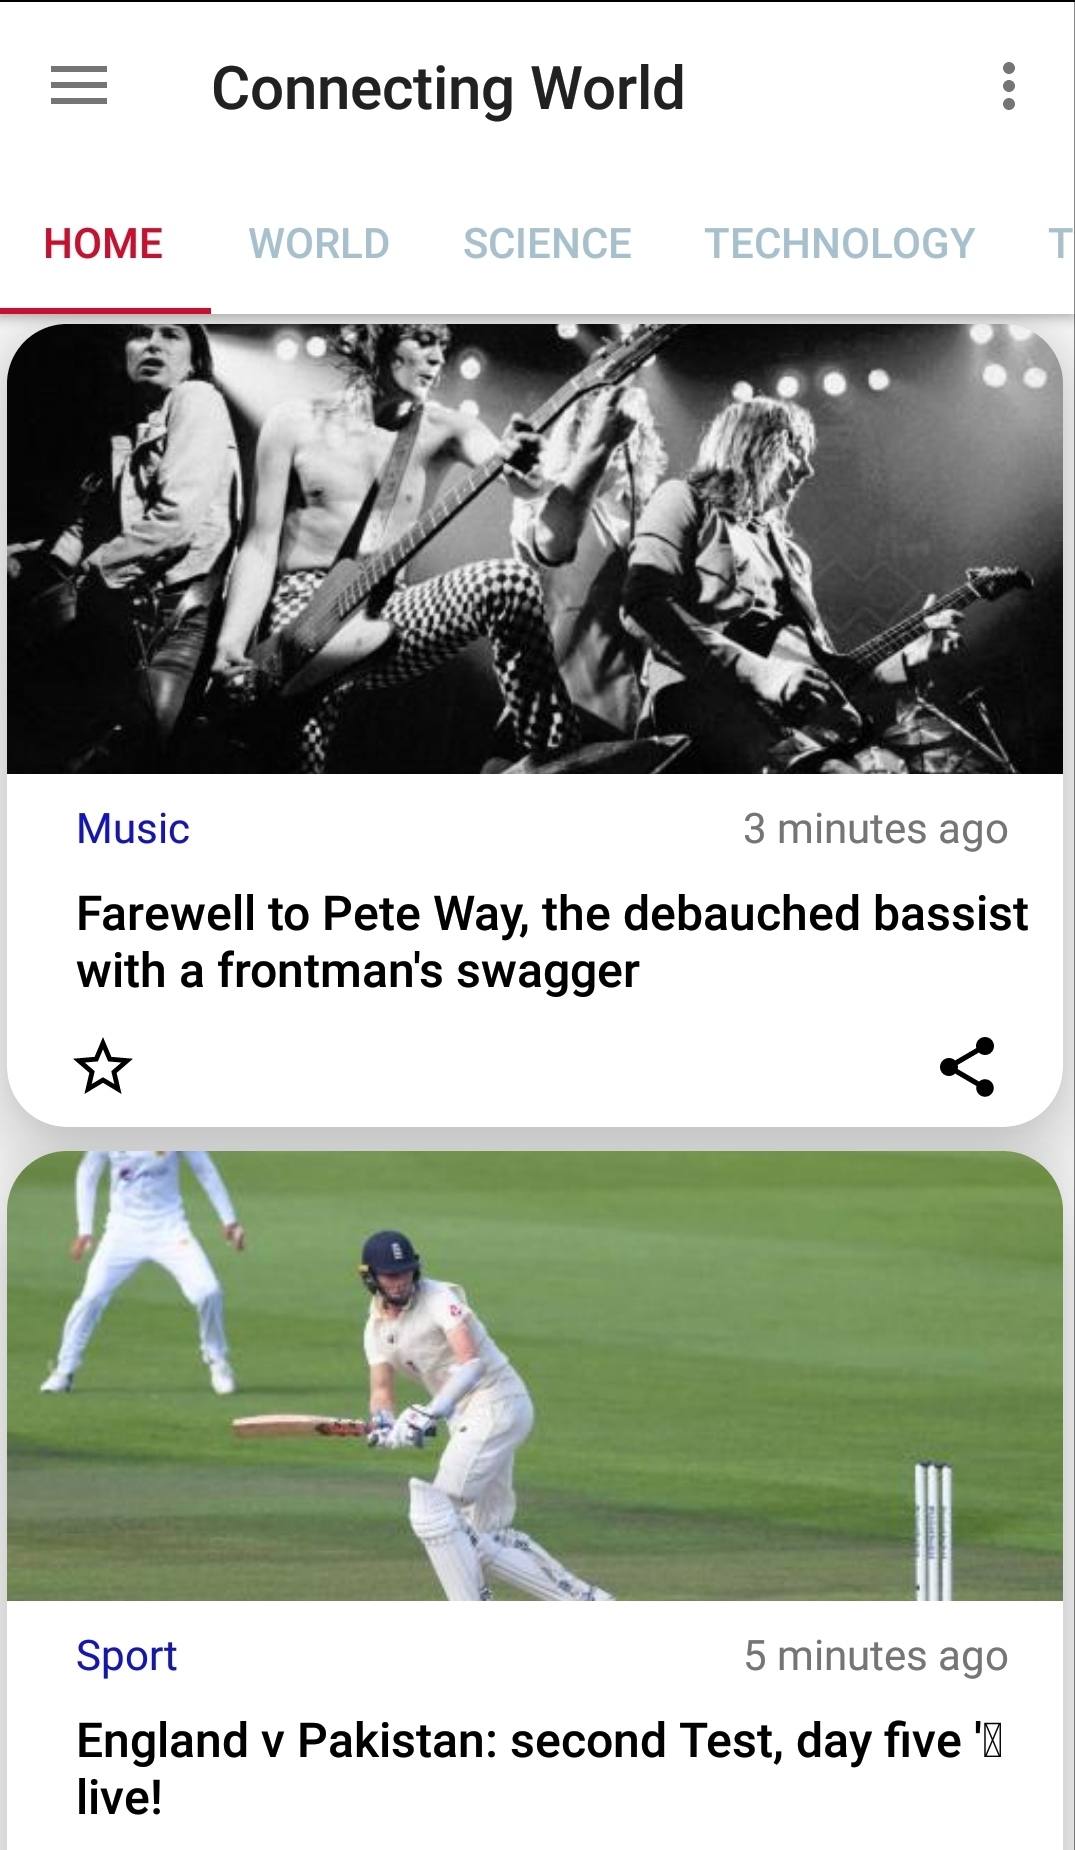 Connecting World
HOME WORLD SCIENCE TECHNOLOGY T
Music 3 minutes ago
Farewell to Pete Way, the debauched bassist
with a frontman's swagger
Sport 5 minutes ago
England v Pakistan: second Test, day five '
live!